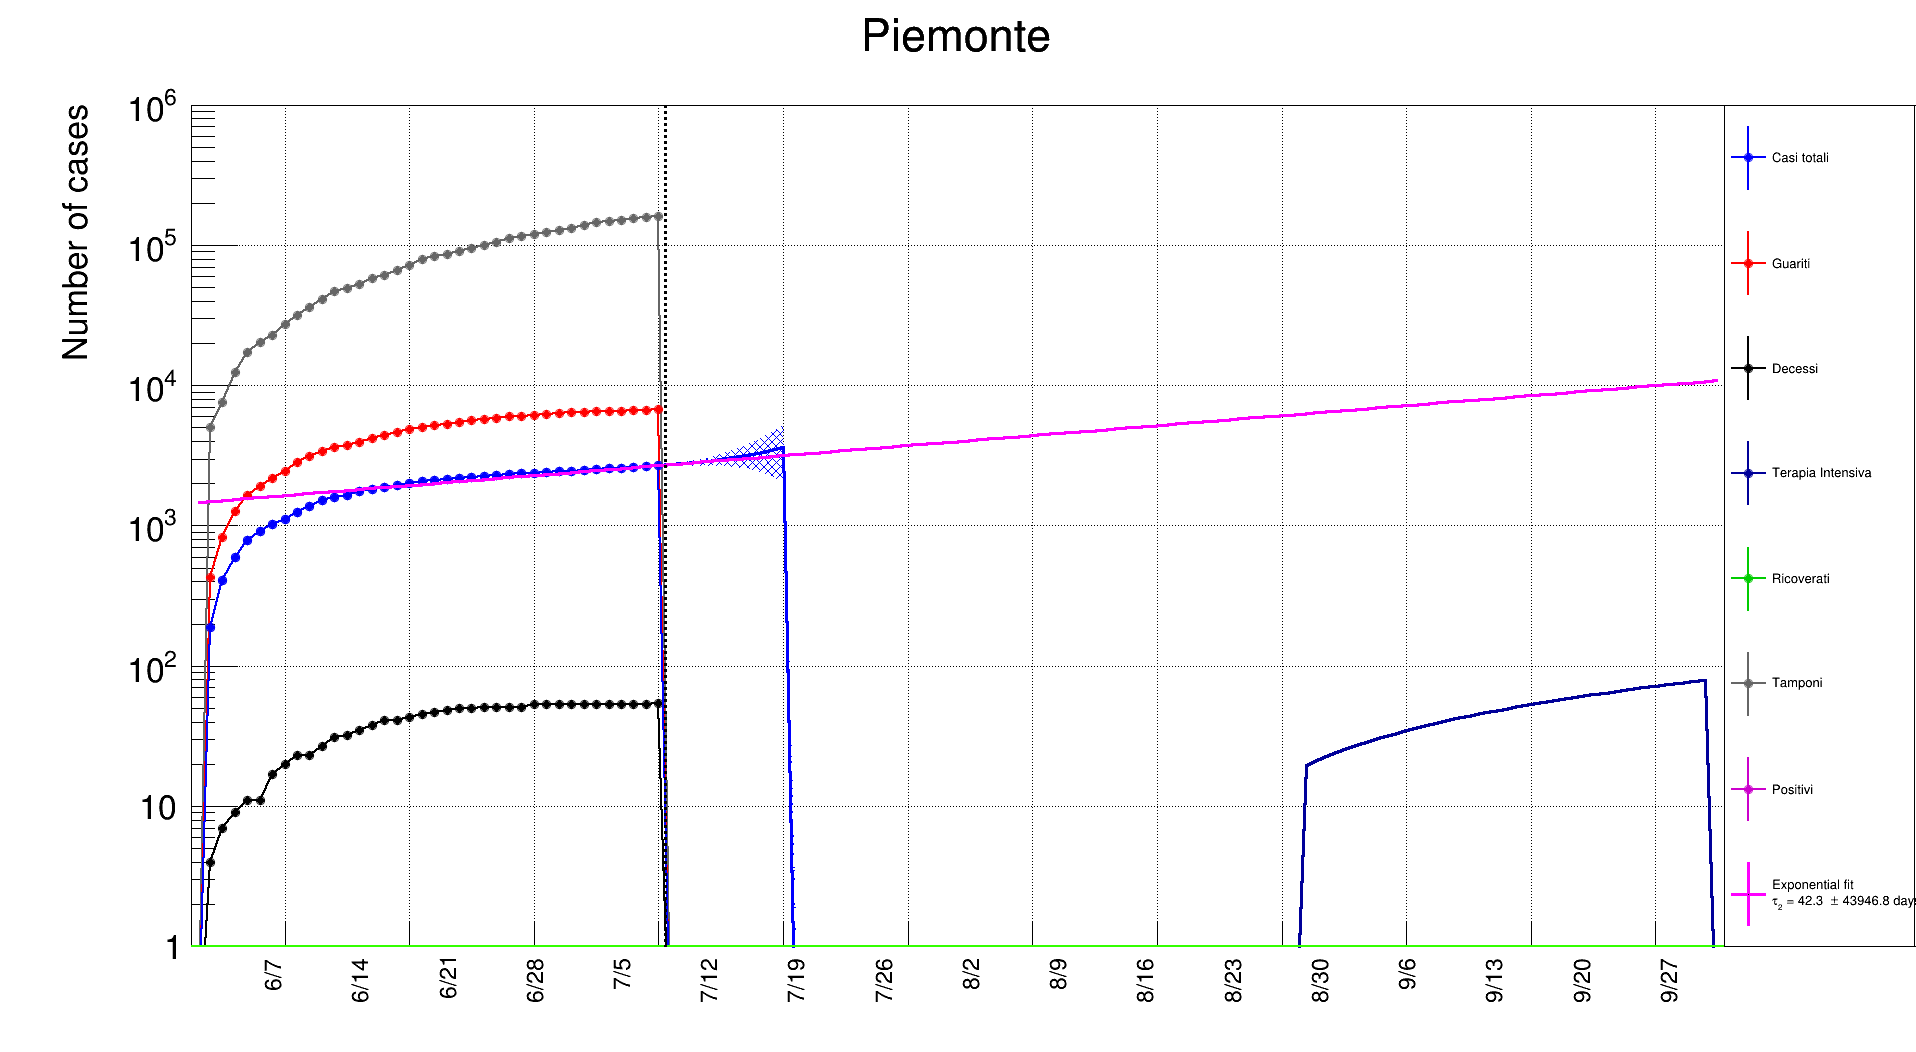 Piemonte
Number of cases
10^6
10^5
10^4
10^3
10^2
10
1
6/7
6/14
6/21
6/28
7/5
7/12
7/19
7/26
8/2
8/9
8/16
8/23
8/30
9/6
9/13
9/20
9/27
Casi totali
Guariti
Decessi
Terapia Intensiva
Ricoverati
Tamponi
Positivi
Exponential fit
τ_2 = 42.3 ± 43946.8 days